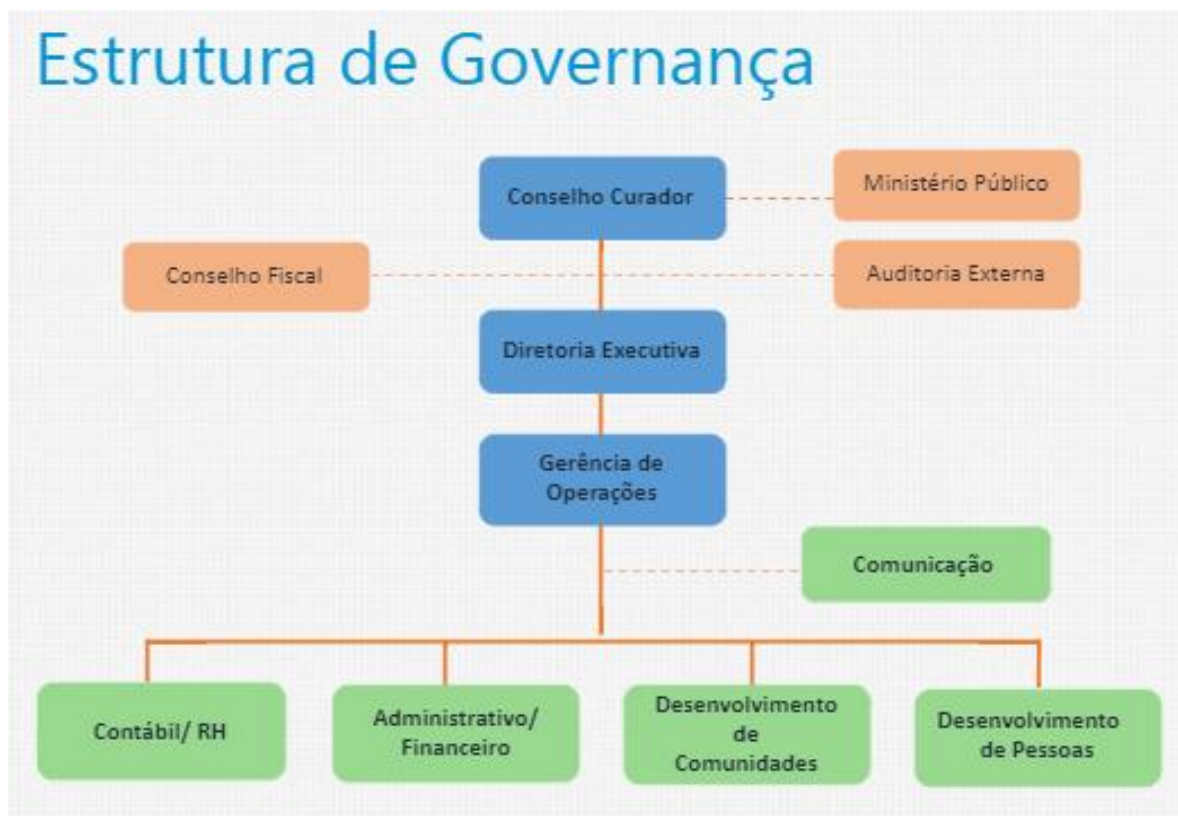 Estrutura de Governança
Conselho Curador
Ministério Público
Conselho Fiscal
Auditoria Externa
Diretoria Executiva
Gerência de
Operações
Comunicação
Contábil/ RH
Administrativo/
Financeiro
Desenvolvimento
de
Comunidades
Desenvolvimento
de Pessoas